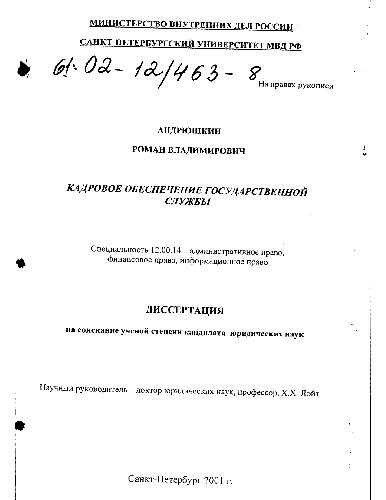 МИНИСТЕРСТВО ВНУТРЕННИХ ДЕЛ РОССИИ
САНКТ-ПЕТЕРБУРГСКИЙ УНИВЕРСИТЕТ МВД РФ
61:02-12/463-8
На правах рукописи
АНДРЮШКИН
РОМАН ВЛАДИМИРОВИЧ
КАДРОВОЕ ОБЕСПЕЧЕНИЕ ГОСУДАРСТВЕННОЙ
СЛУЖБЫ
Специальность 12.00.14 – административное право,
финансовое право, информационное право
ДИССЕРТАЦИЯ
на соискание ученой степени кандидата юридических наук
Научный руководитель – доктор юридических наук, профессор, Х.Х. Лойт
Санкт-Петербург 2001 г.